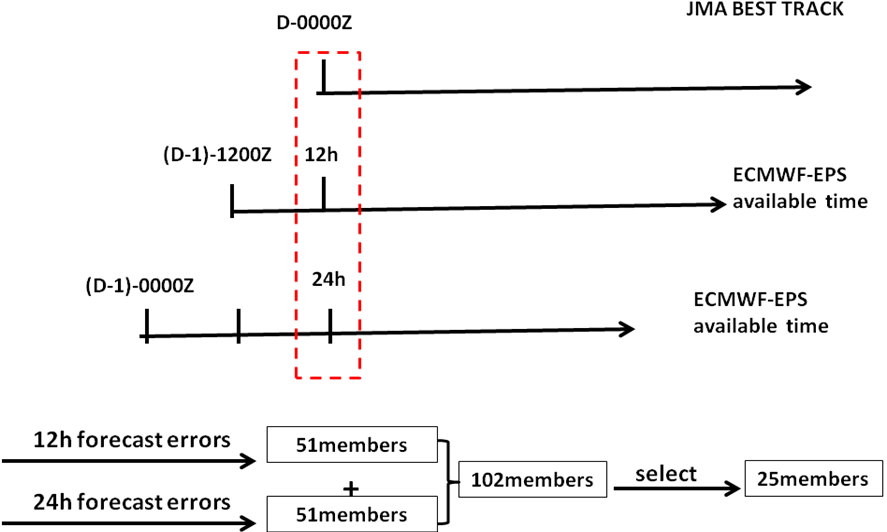 JMA BEST TRACK
D-0000Z
(D-1)-1200Z 12h
ECMWF-EPS
available time
(D-1)-0000Z 24h
ECMWF-EPS
available time
12h forecast errors 51members
102members select 25members
+
24h forecast errors 51members